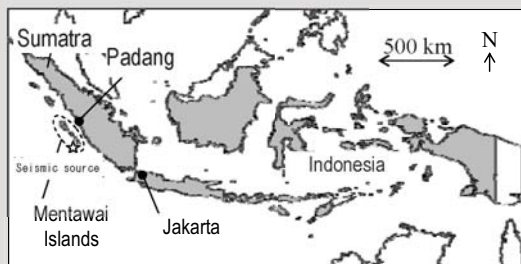 Sumatra
Padang
500 km
N
Indonesia
Seismic source
Mentawai
Islands
Jakarta